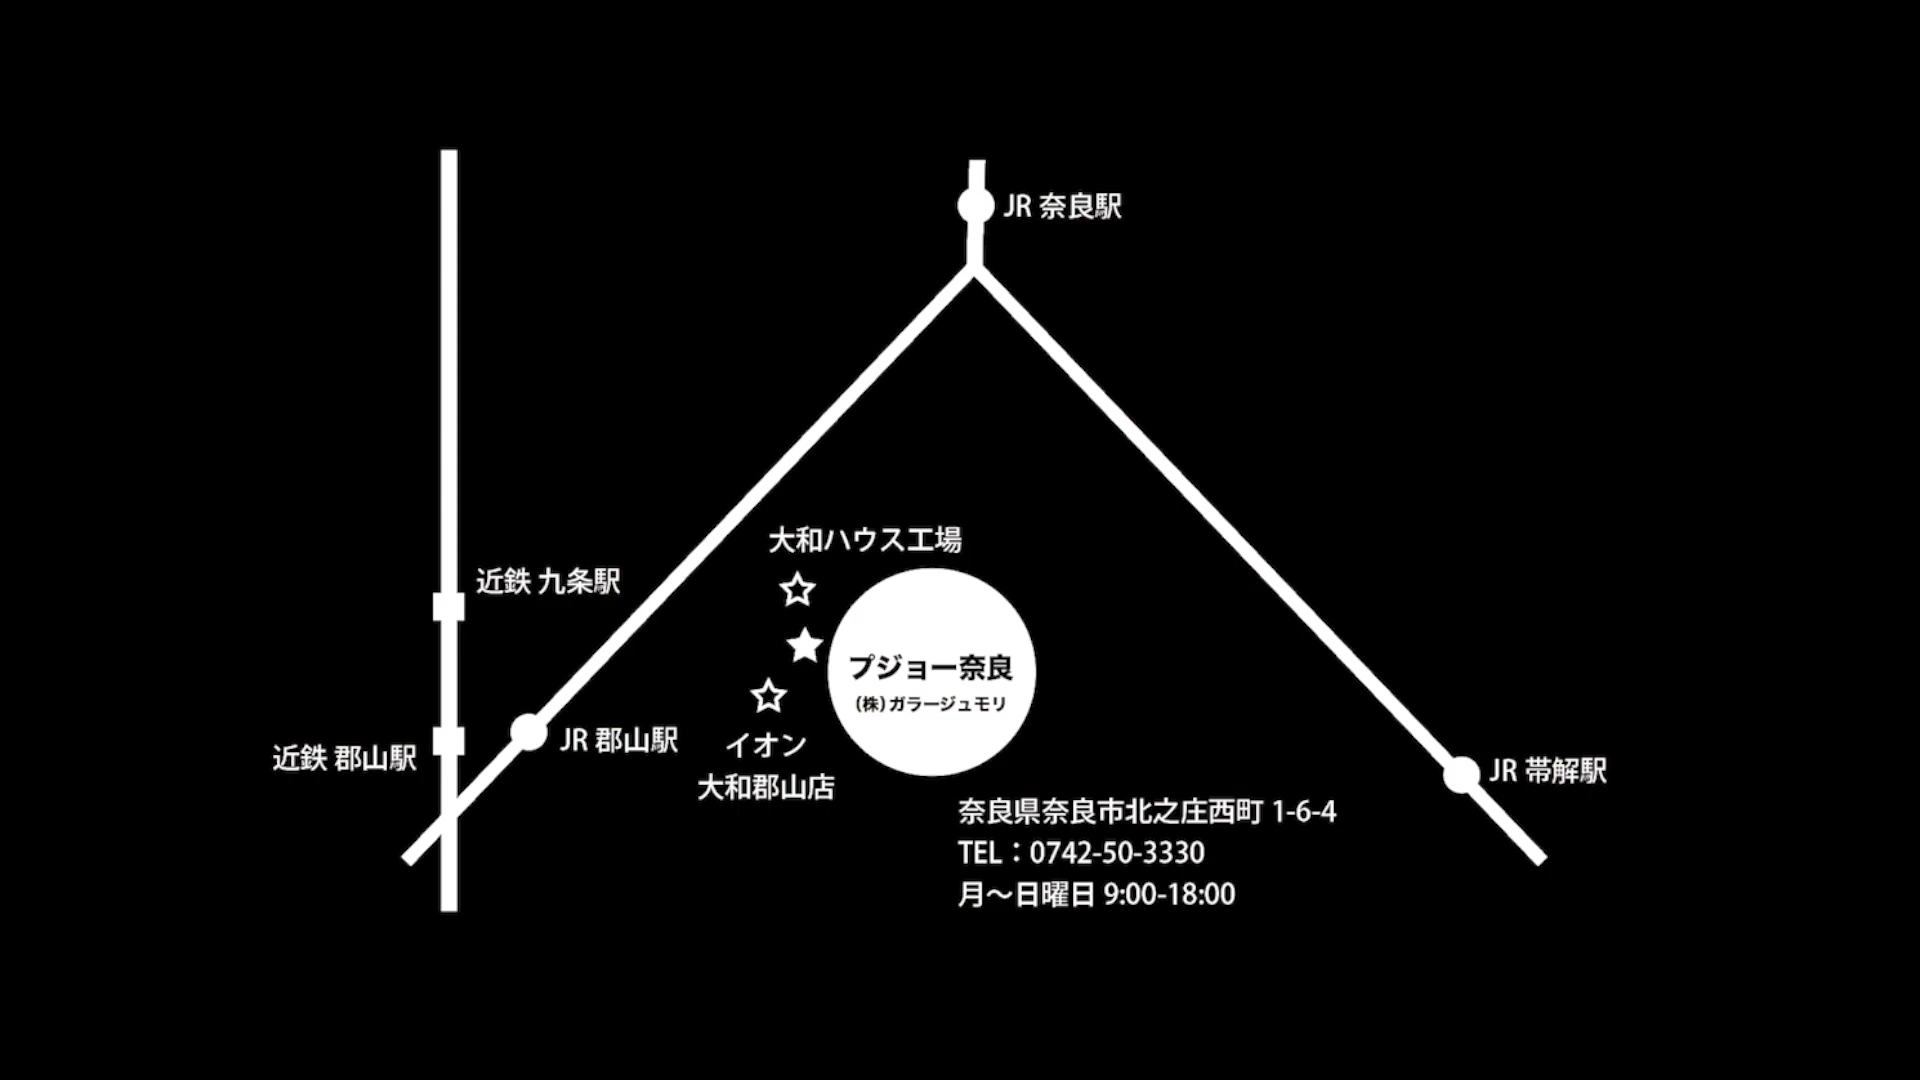 JR 奈良駅
大和ハウス工場
近鉄 九条駅
プジョー奈良
(株)ガラージュモリ
JR 郡山駅
近鉄 郡山駅
イオン
大和郡山店
JR 帯解駅
奈良県奈良市北之庄西町 1-6-4
TEL：0742-50-3330
月～日曜日 9:00-18:00